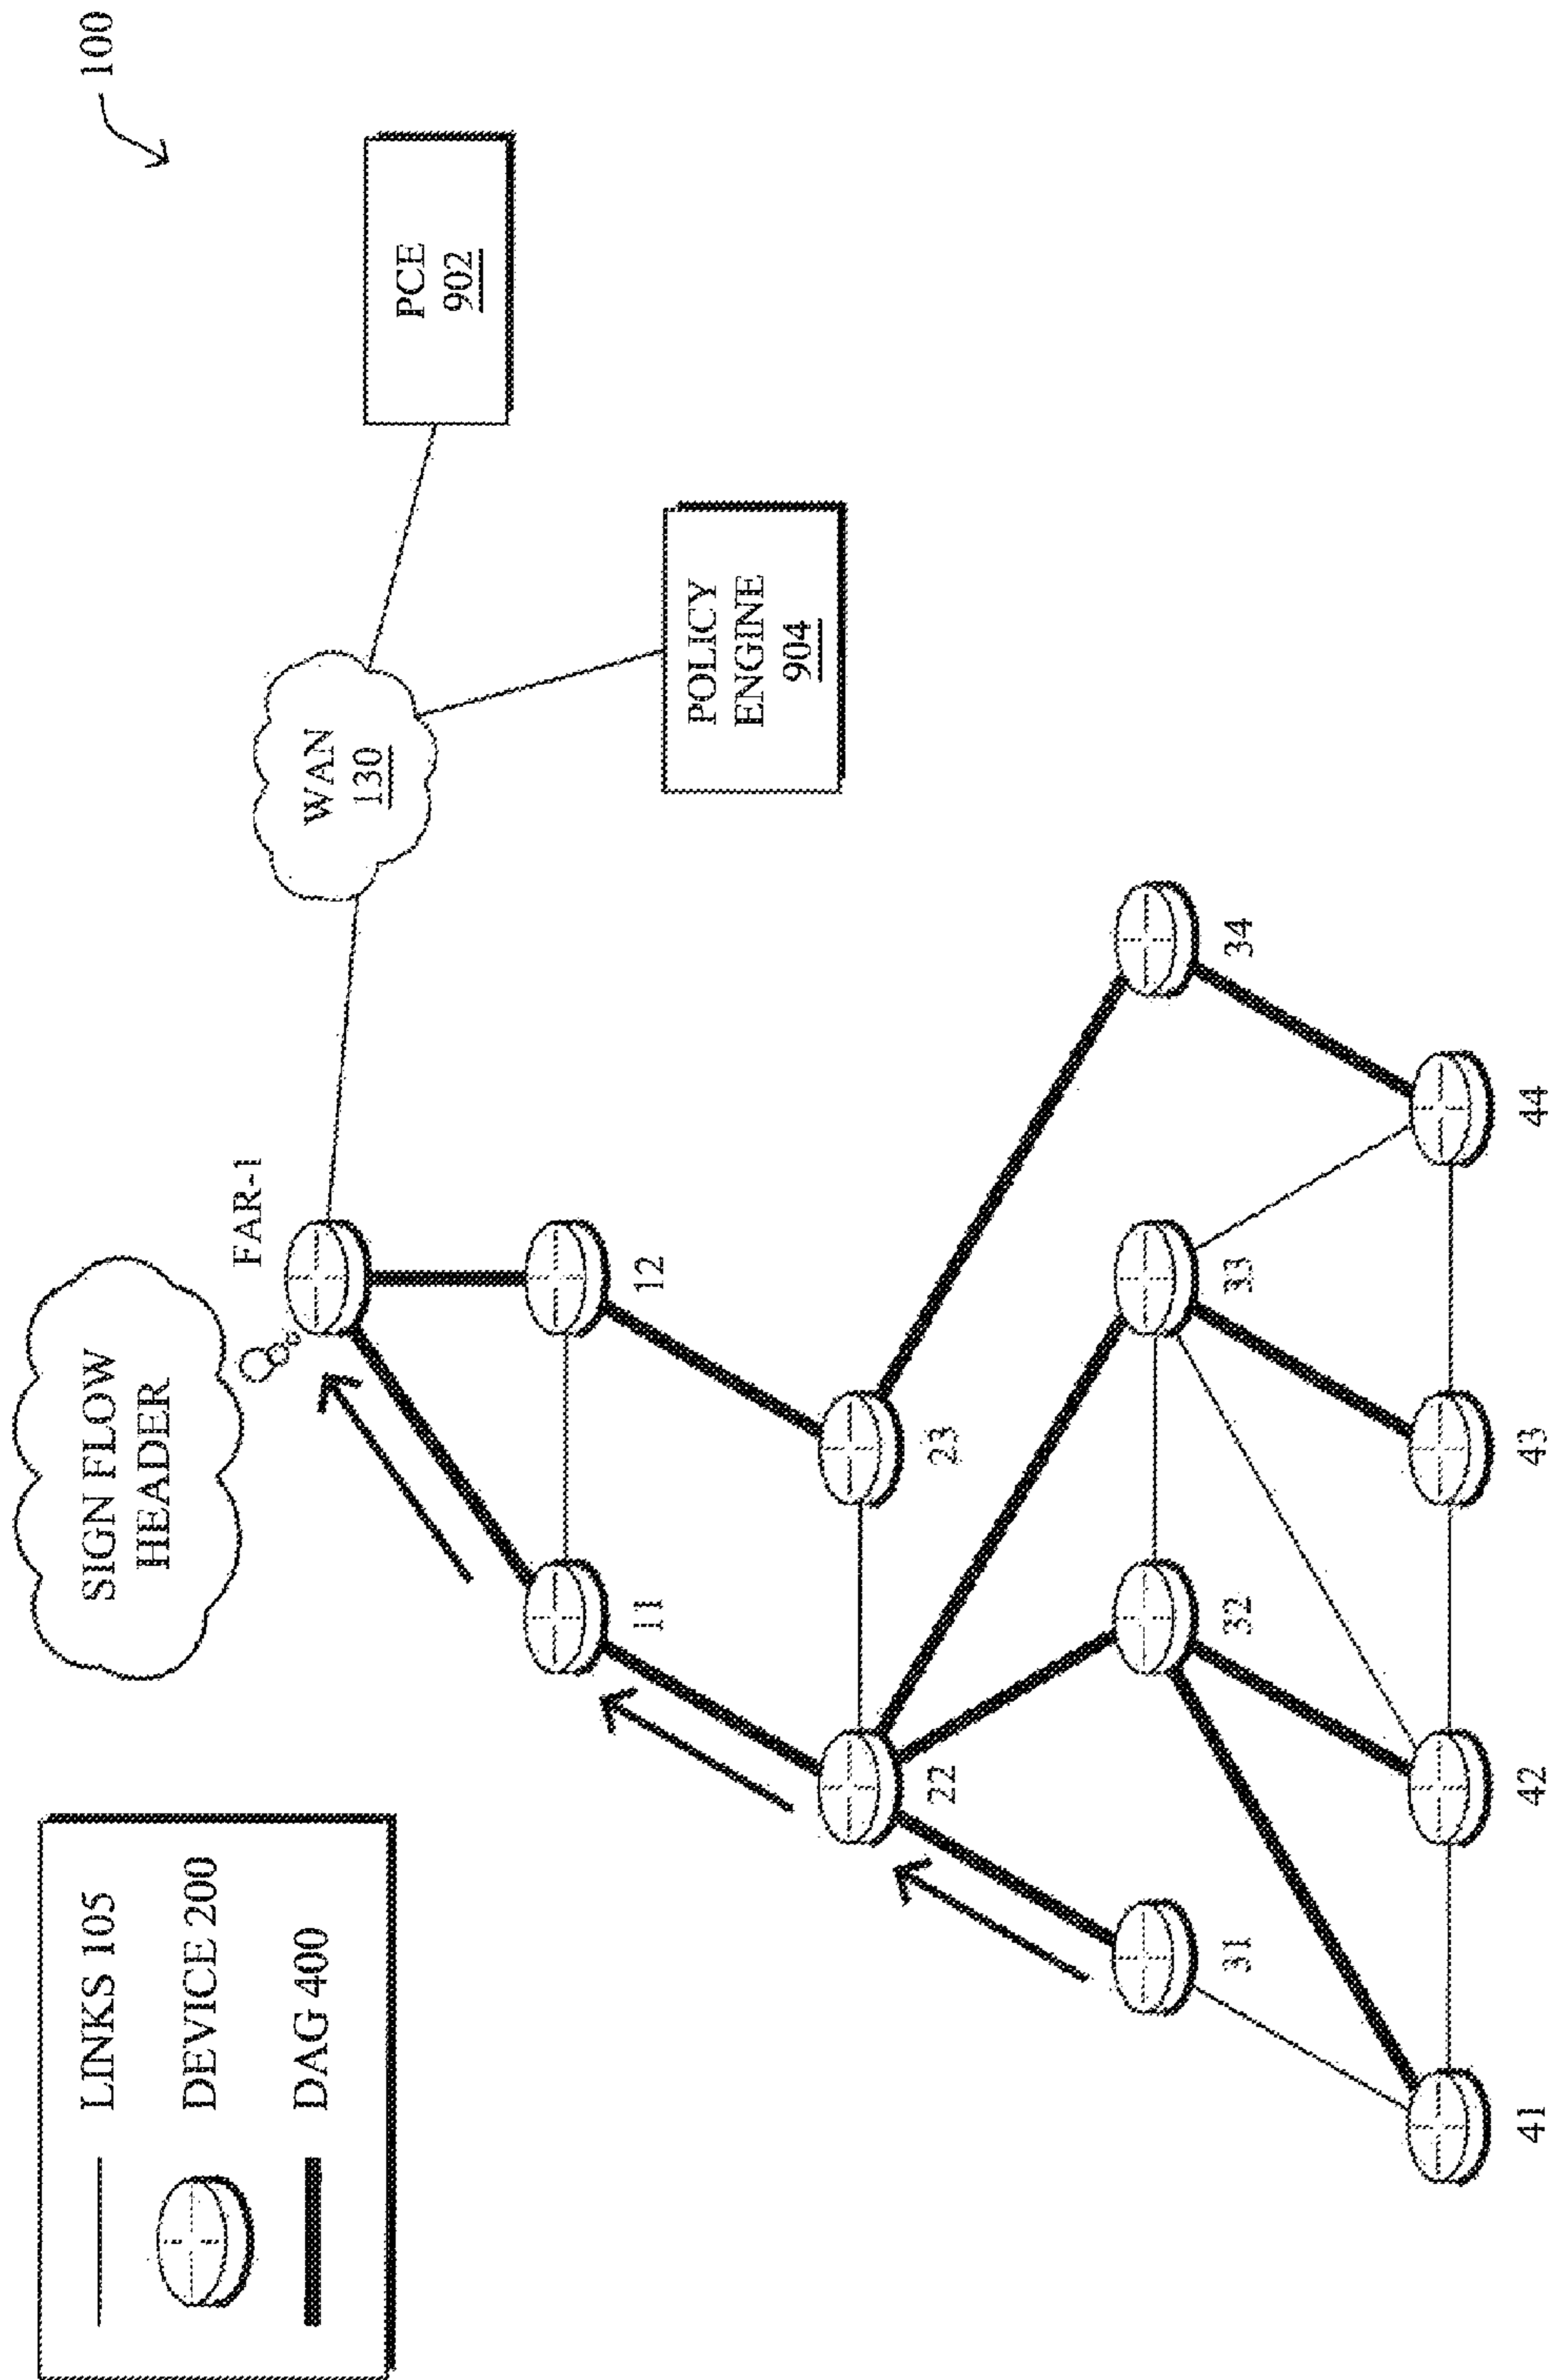 100
LINKS 105
DEVICE 200
DAG 400
SIGN FLOW
HEADER
FAR-1
WAN
130
PCE
902
POLICY
ENGINE
904
11
12
22
23
31
32
33
34
41
42
43
44